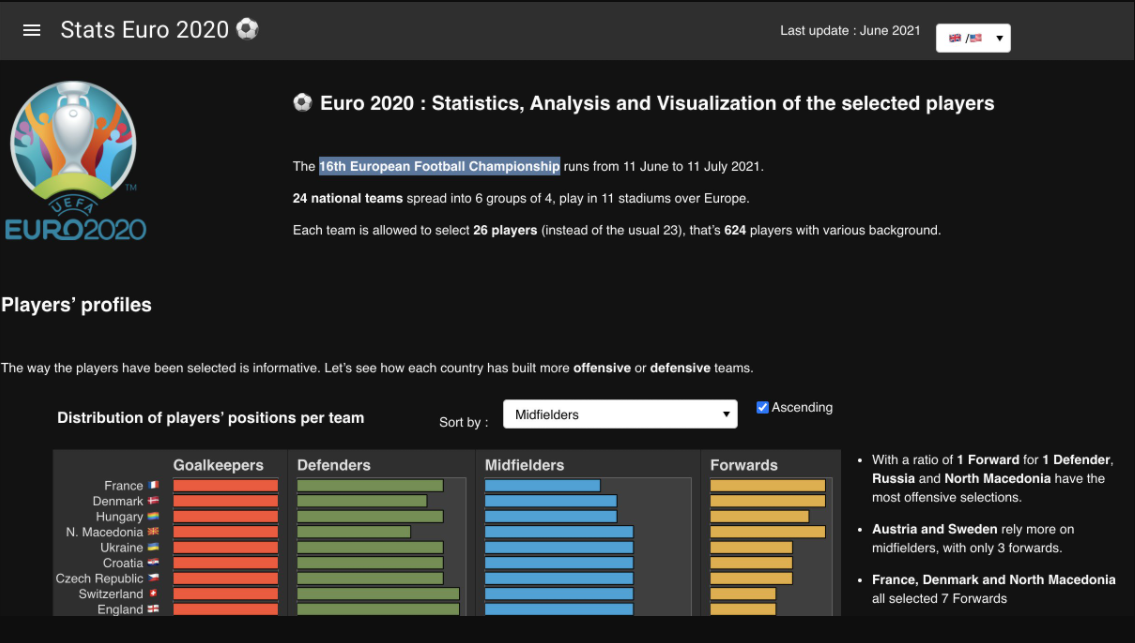 Stats Euro 2020 ⚽
Last update : June 2021
🇬🇧 /🇺🇸
⚽ Euro 2020 : Statistics, Analysis and Visualization of the selected players
The 16th European Football Championship runs from 11 June to 11 July 2021.
24 national teams spread into 6 groups of 4, play in 11 stadiums over Europe.
Each team is allowed to select 26 players (instead of the usual 23), that's 624 players with various background.
TM
UEFA
EURO2020
Players' profiles
The way the players have been selected is informative. Let's see how each country has built more offensive or defensive teams.
Distribution of players' positions per team
Sort by :
Midfielders
Ascending
Goalkeepers
Defenders
Midfielders
Forwards
France
Denmark
Hungary
N. Macedonia
Ukraine
Croatia
Czech Republic
Switzerland
England
With a ratio of 1 Forward for 1 Defender,
Russia and North Macedonia have the
most offensive selections.
Austria and Sweden rely more on
midfielders, with only 3 forwards.
France, Denmark and North Macedonia
all selected 7 Forwards